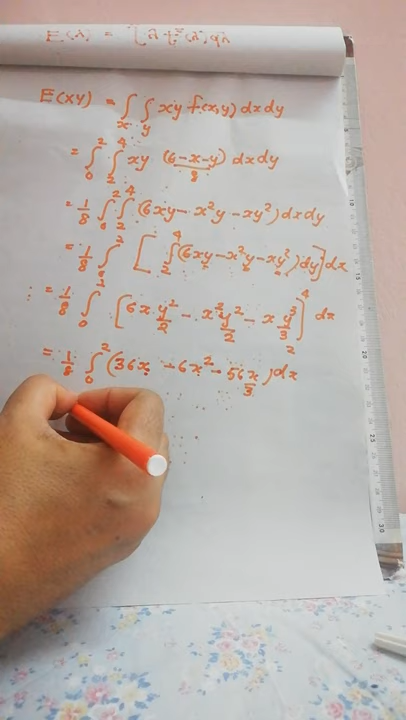 E(XY) = ∫x ∫y xy f(x,y) dx dy
= ∫₀² ∫₂⁴ xy (6-x-y)/8 dx dy
= 1/8 ∫₀² ∫₂⁴ (6xy - x²y - xy²) dx dy
= 1/8 ∫₀² [ ∫₂⁴ (6xy - x²y - xy²) dy ] dx
= 1/8 ∫₀² [ 6x y²/2 - x² y²/2 - x y³/3 ]₂⁴ dx
= 1/8 ∫₀² (36x - 6x² - 56x/3) dx